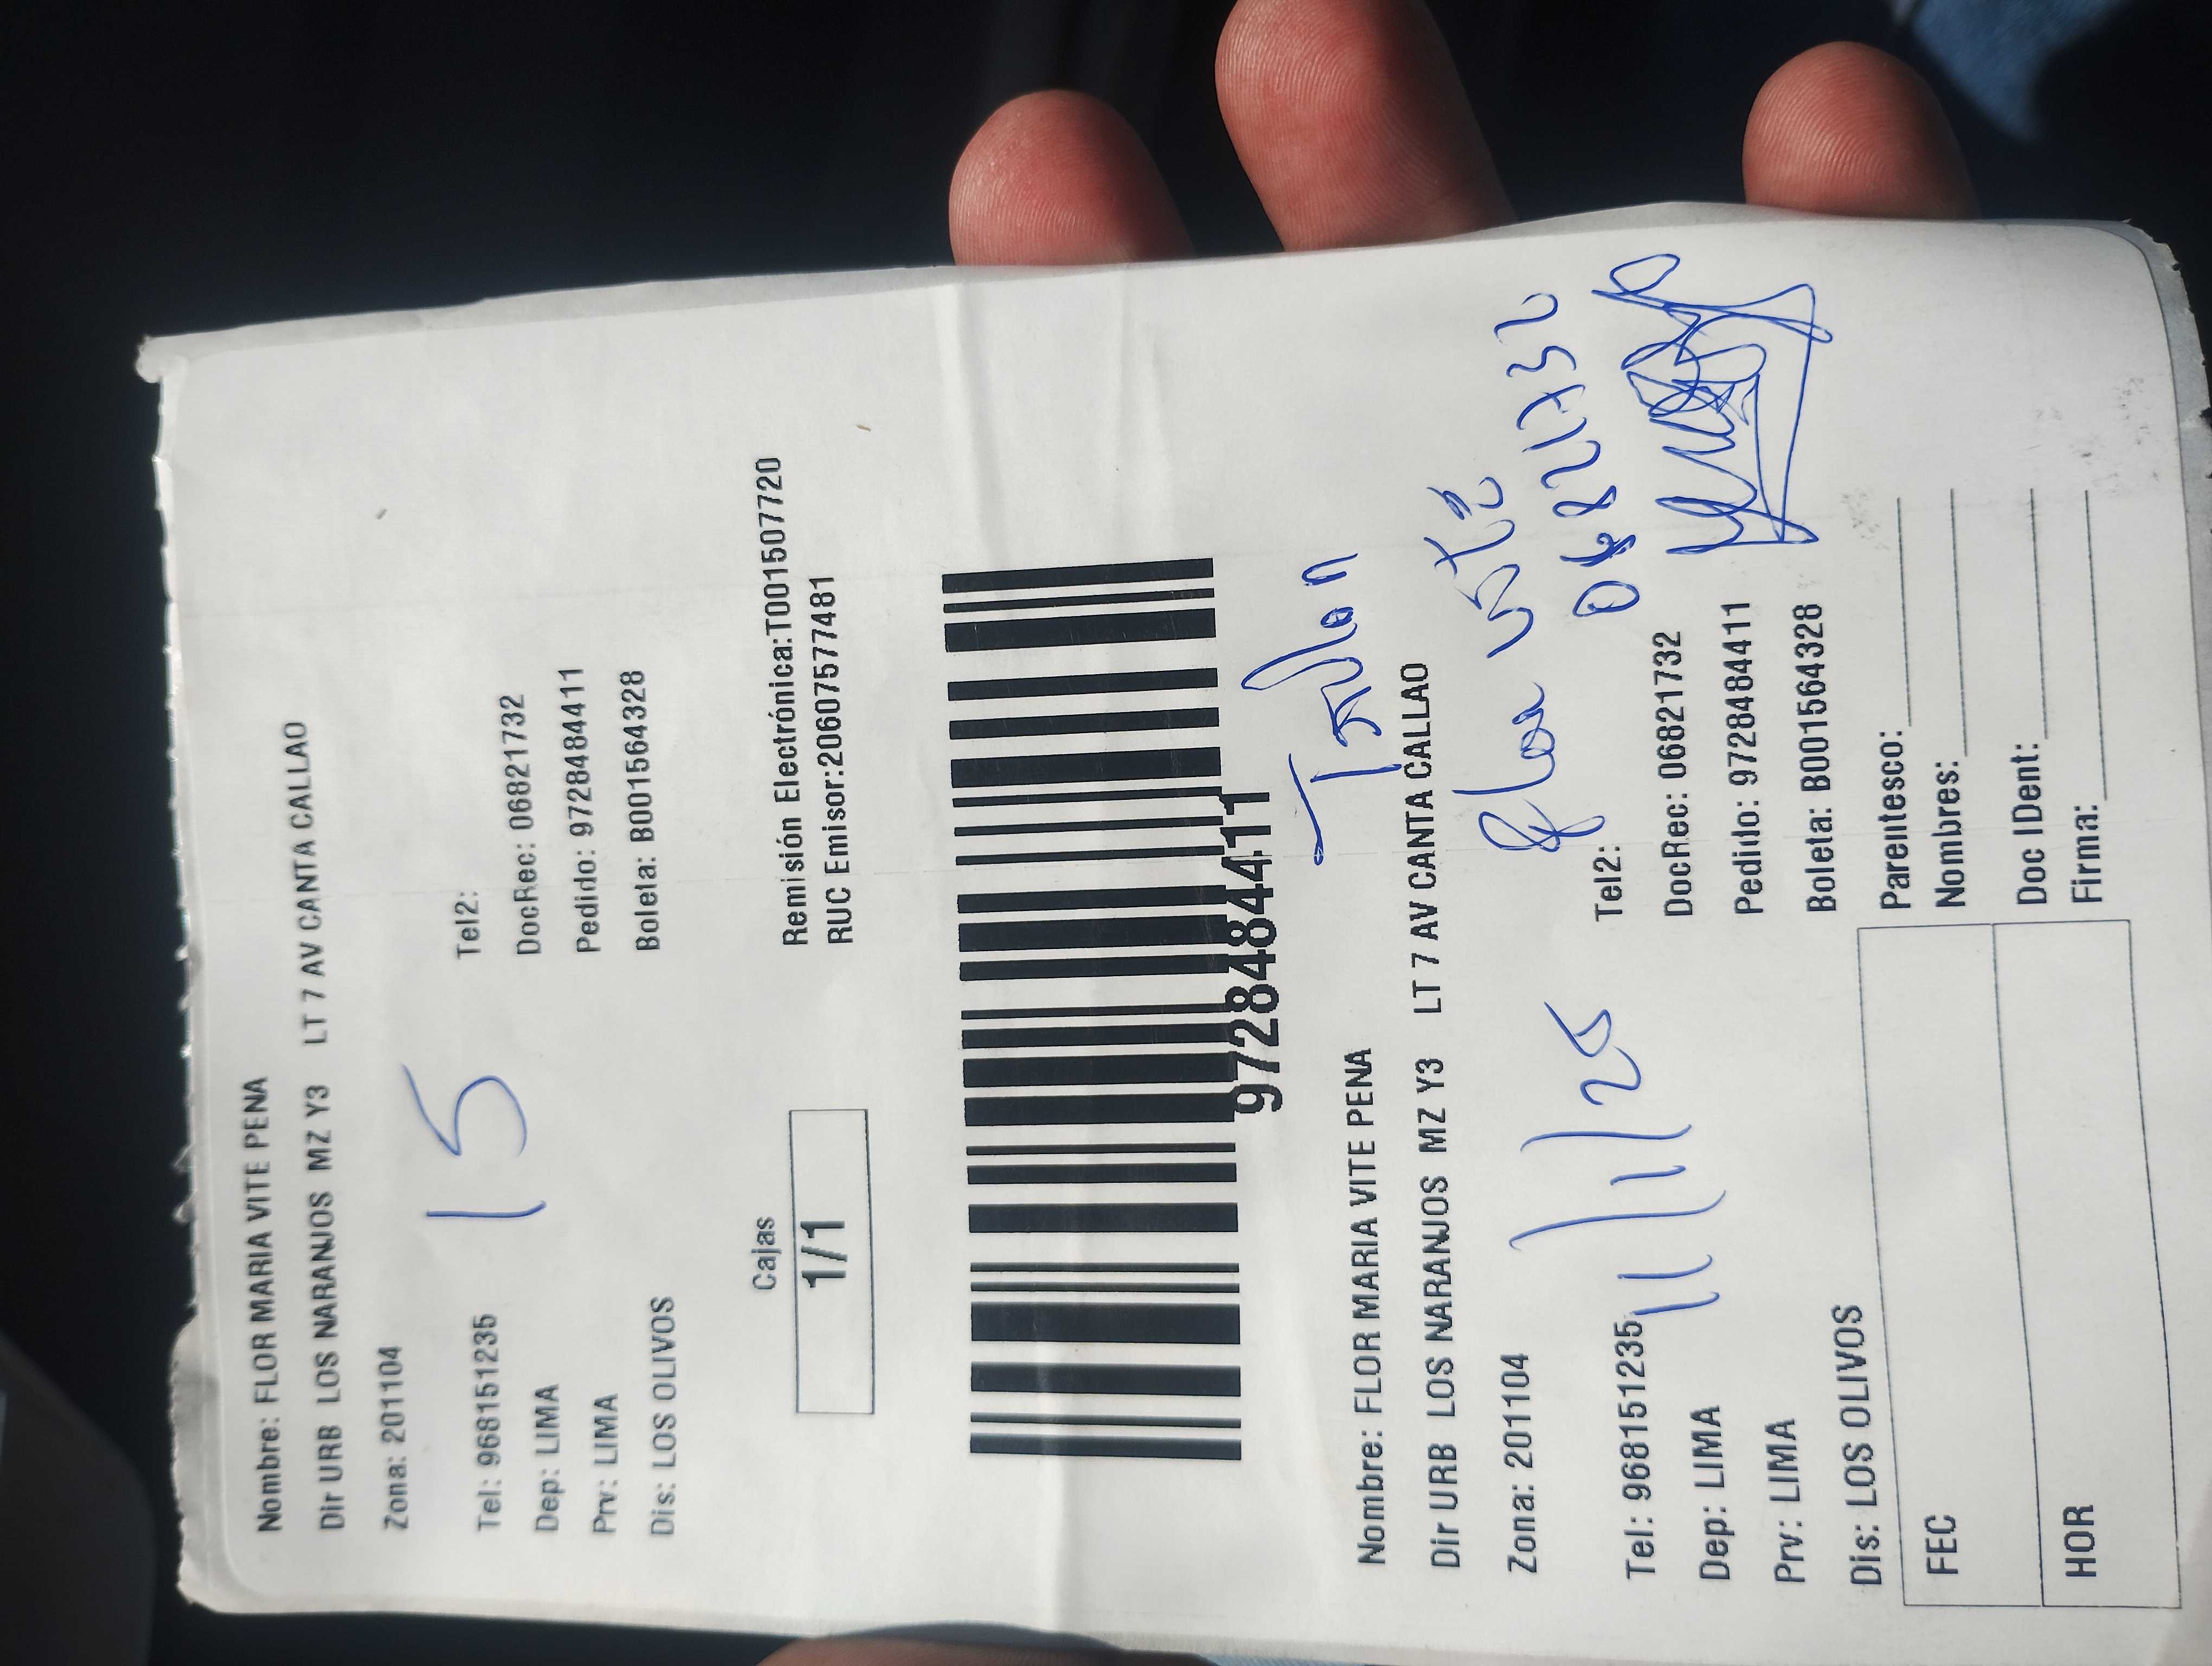 Nombre: FLOR MARIA VITE PENA
Dir URB LOS NARANJOS MZ Y3 LT 7 AV CANTA CALLAO
Zona: 201104
15
Tel: 968151235 Tel2:
Dep: LIMA DocRec: 06821732
Prv: LIMA Pedido: 9728484411
Dis: LOS OLIVOS Boleta: B001564328
Cajas
1/1
Remisión Electrónica:T001507720
RUC Emisor:20607577481
9728484411
Nombre: FLOR MARIA VITE PENA
Dir URB LOS NARANJOS MZ Y3 LT 7 AV CANTA CALLAO
Flor Vite
Zona: 201104
11/11/25
06821732
Tel: 968151235 Tel2:
Dep: LIMA DocRec: 06821732
Prv: LIMA Pedido: 9728484411
Dis: LOS OLIVOS Boleta: B001564328
FEC
HOR
Parentesco:
Nombres:
Doc IDent:
Firma: